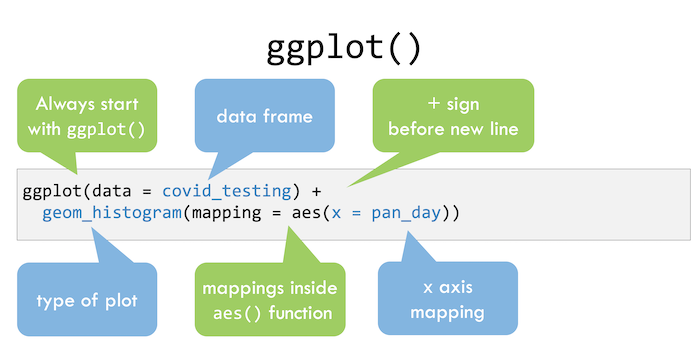 ggplot()
Always start
with ggplot()
data frame
+ sign
before new line
ggplot(data = covid_testing) +
  geom_histogram(mapping = aes(x = pan_day))
type of plot
mappings inside
aes() function
x axis
mapping